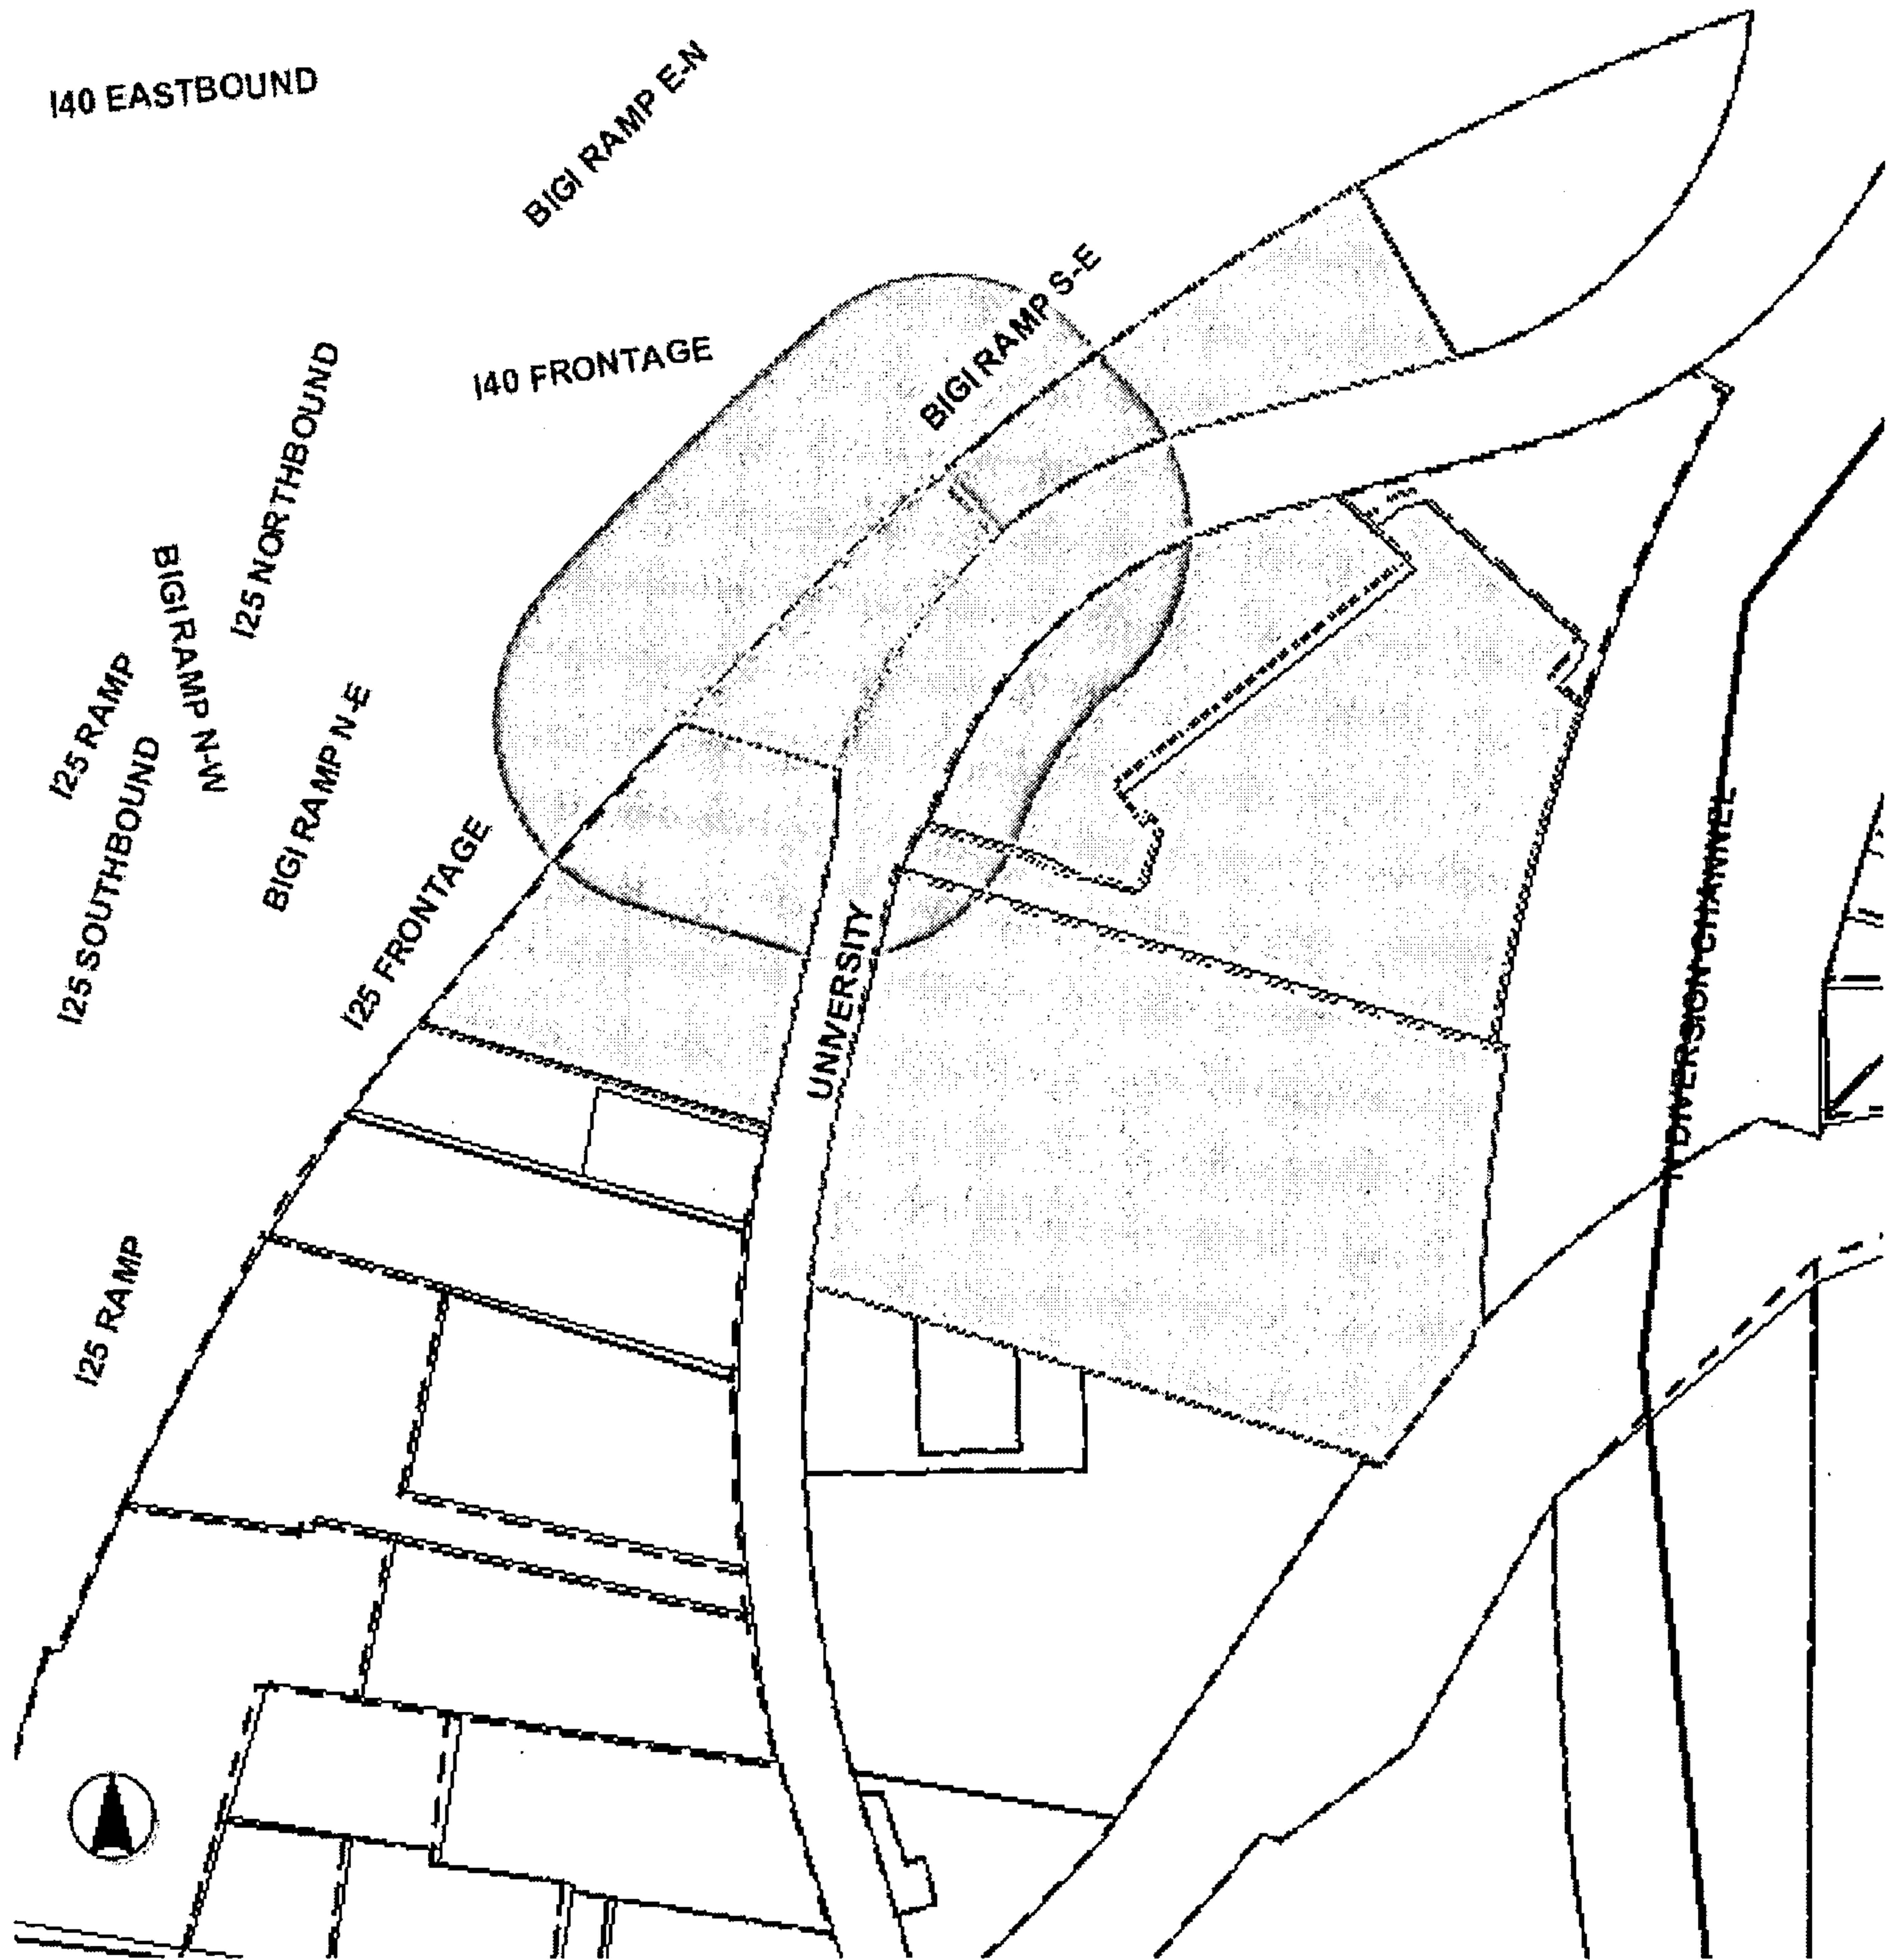 I40 EASTBOUND
BIGI RAMP E-N
BIGI RAMP S-E
I40 FRONTAGE
I25 NORTHBOUND
BIGI RAMP N-W
I25 RAMP
I25 SOUTHBOUND
BIGI RAMP N-E
I25 FRONTAGE
UNIVERSITY
DIVERSION CHANNEL
I25 RAMP